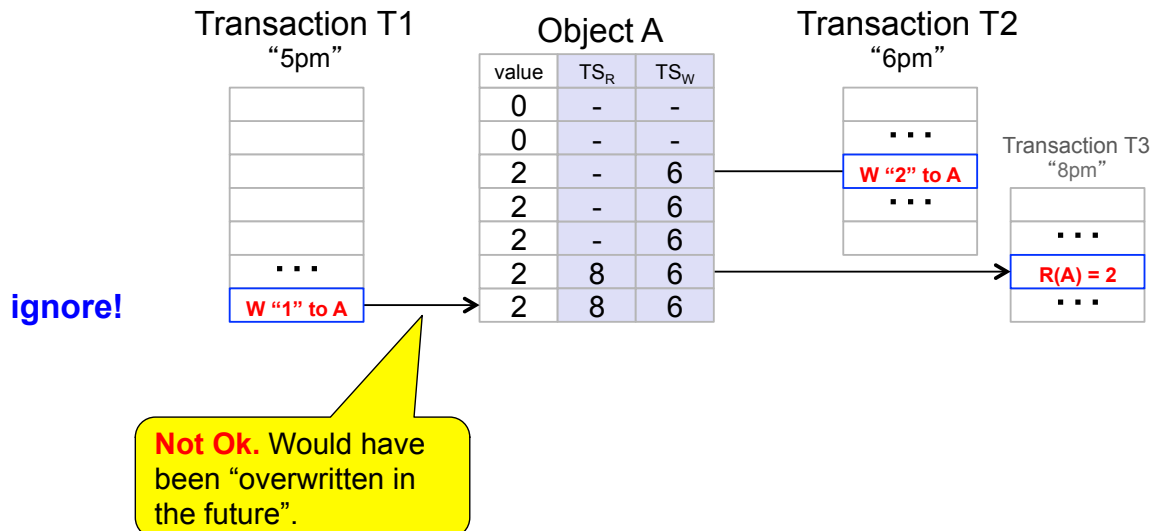 Transaction T1
“5pm”
Object A
Transaction T2
“6pm”
value TSR TSW
0 - -
0 - -
2 - 6
2 - 6
2 - 6
2 8 6
2 8 6
...
W “2” to A
...
Transaction T3
“8pm”
...
R(A) = 2
...
...
W “1” to A
ignore!
Not Ok. Would have
been “overwritten in
the future”.